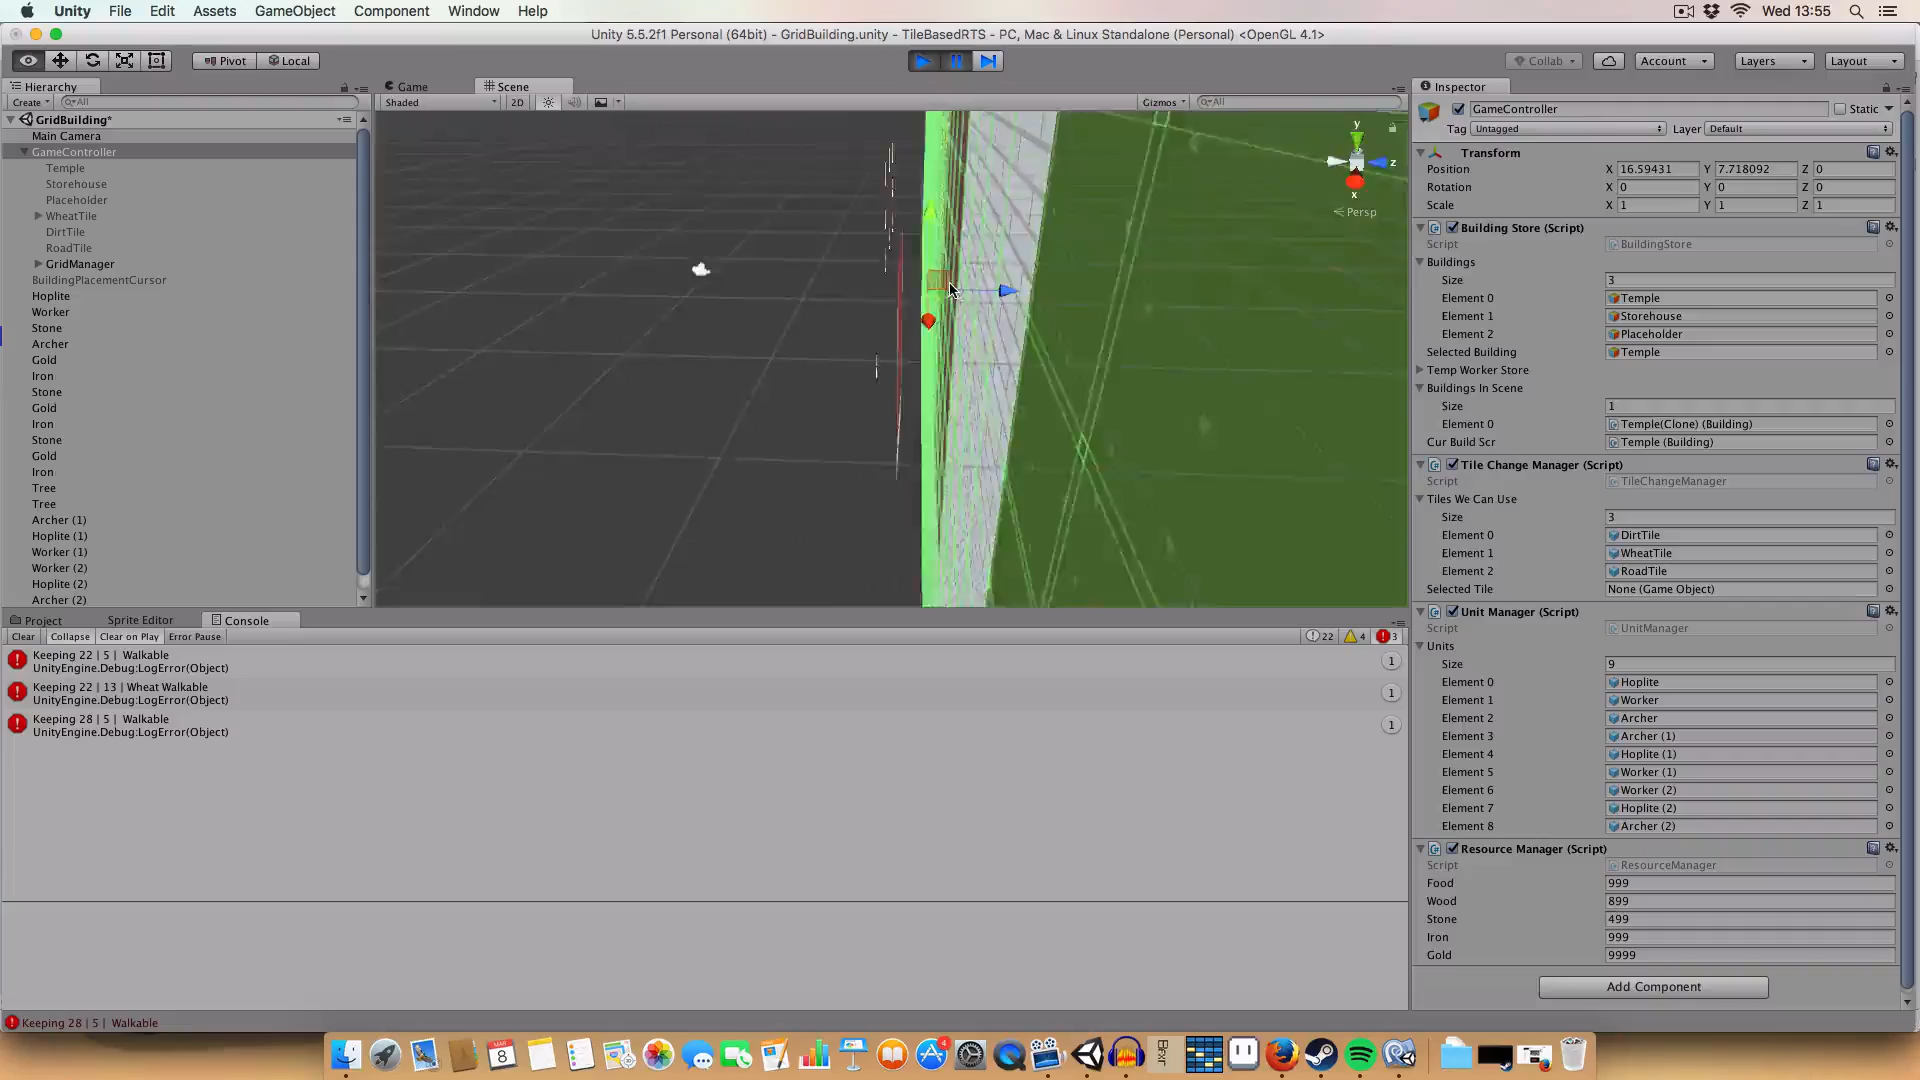 Unity File Edit Assets GameObject Component Window Help Wed 13:55
Unity 5.5.2f1 Personal (64bit) - GridBuilding.unity - TileBasedRTS - PC, Mac & Linux Standalone (Personal) <OpenGL 4.1>
Pivot Local Collab Account Layers Layout
Hierarchy Game Scene Inspector
Create All Shaded 2D Gizmos All
GameController Static
Tag Untagged Layer Default
GridBuilding*
Main Camera
GameController
Temple
Storehouse
Placeholder
WheatTile
DirtTile
RoadTile
GridManager
BuildingPlacementCursor
Hoplite
Worker
Stone
Archer
Gold
Iron
Stone
Gold
Iron
Stone
Gold
Iron
Tree
Tree
Archer (1)
Hoplite (1)
Worker (1)
Worker (2)
Hoplite (2)
Archer (2)
y
z
x
Persp
Transform
Position X 16.59431 Y 7.718092 Z 0
Rotation X 0 Y 0 Z 0
Scale X 1 Y 1 Z 1
Building Store (Script)
Script BuildingStore
Buildings
Size 3
Element 0 Temple
Element 1 Storehouse
Element 2 Placeholder
Selected Building Temple
Temp Worker Store
Buildings In Scene
Size 1
Element 0 Temple(Clone) (Building)
Cur Build Scr Temple (Building)
Tile Change Manager (Script)
Script TileChangeManager
Tiles We Can Use
Size 3
Element 0 DirtTile
Element 1 WheatTile
Element 2 RoadTile
Selected Tile None (Game Object)
Unit Manager (Script)
Script UnitManager
Units
Size 9
Element 0 Hoplite
Element 1 Worker
Element 2 Archer
Element 3 Archer (1)
Element 4 Hoplite (1)
Element 5 Worker (1)
Element 6 Worker (2)
Element 7 Hoplite (2)
Element 8 Archer (2)
Resource Manager (Script)
Script ResourceManager
Food 999
Wood 899
Stone 499
Iron 999
Gold 9999
Add Component
Project Sprite Editor Console
Clear Collapse Clear on Play Error Pause 22 4 3
Keeping 22 | 5 | Walkable
UnityEngine.Debug:LogError(Object) 1
Keeping 22 | 13 | Wheat Walkable
UnityEngine.Debug:LogError(Object) 1
Keeping 28 | 5 | Walkable
UnityEngine.Debug:LogError(Object) 1
Keeping 28 | 5 | Walkable
MAR
8
4